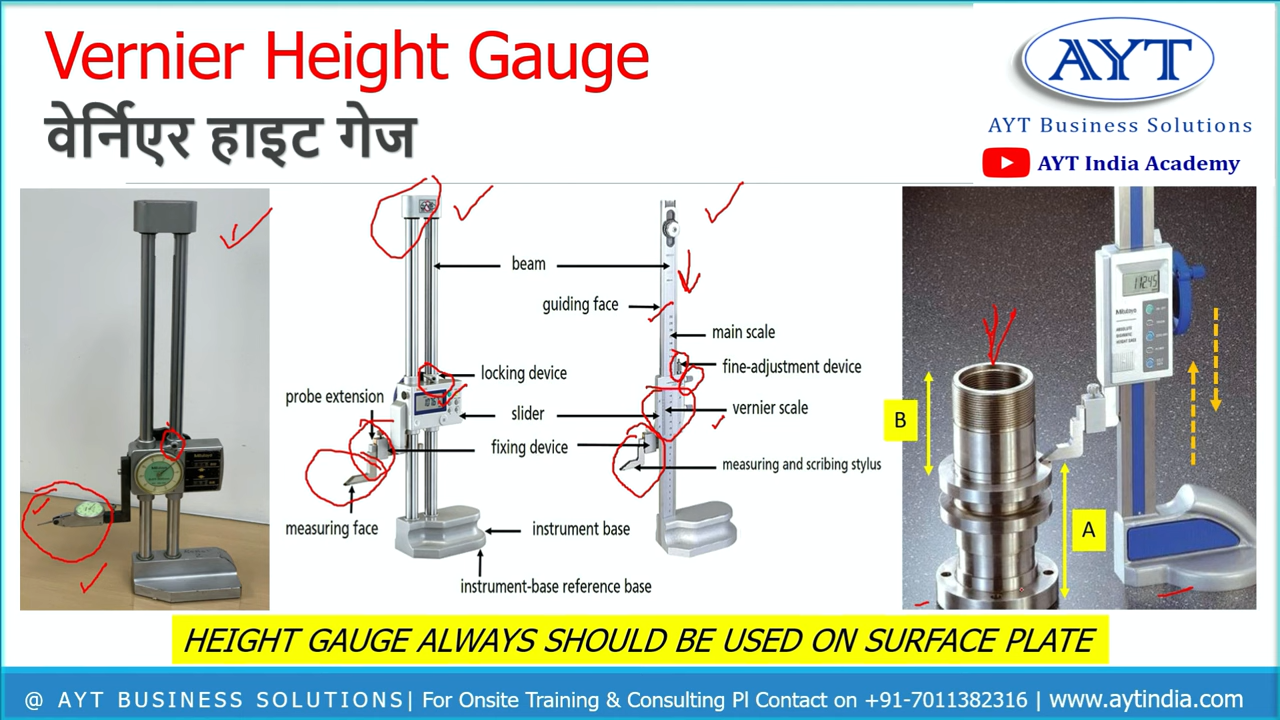 Vernier Height Gauge
वेर्निएर हाइट गेज
AYT
AYT Business Solutions
AYT India Academy
beam
guiding face
main scale
locking device
fine-adjustment device
probe extension
slider
vernier scale
fixing device
measuring and scribing stylus
measuring face
instrument base
instrument-base reference base
B
A
Mitutoyo
HEIGHT GAUGE ALWAYS SHOULD BE USED ON SURFACE PLATE
@ AYT BUSINESS SOLUTIONS| For Onsite Training & Consulting Pl Contact on +91-7011382316 | www.aytindia.com